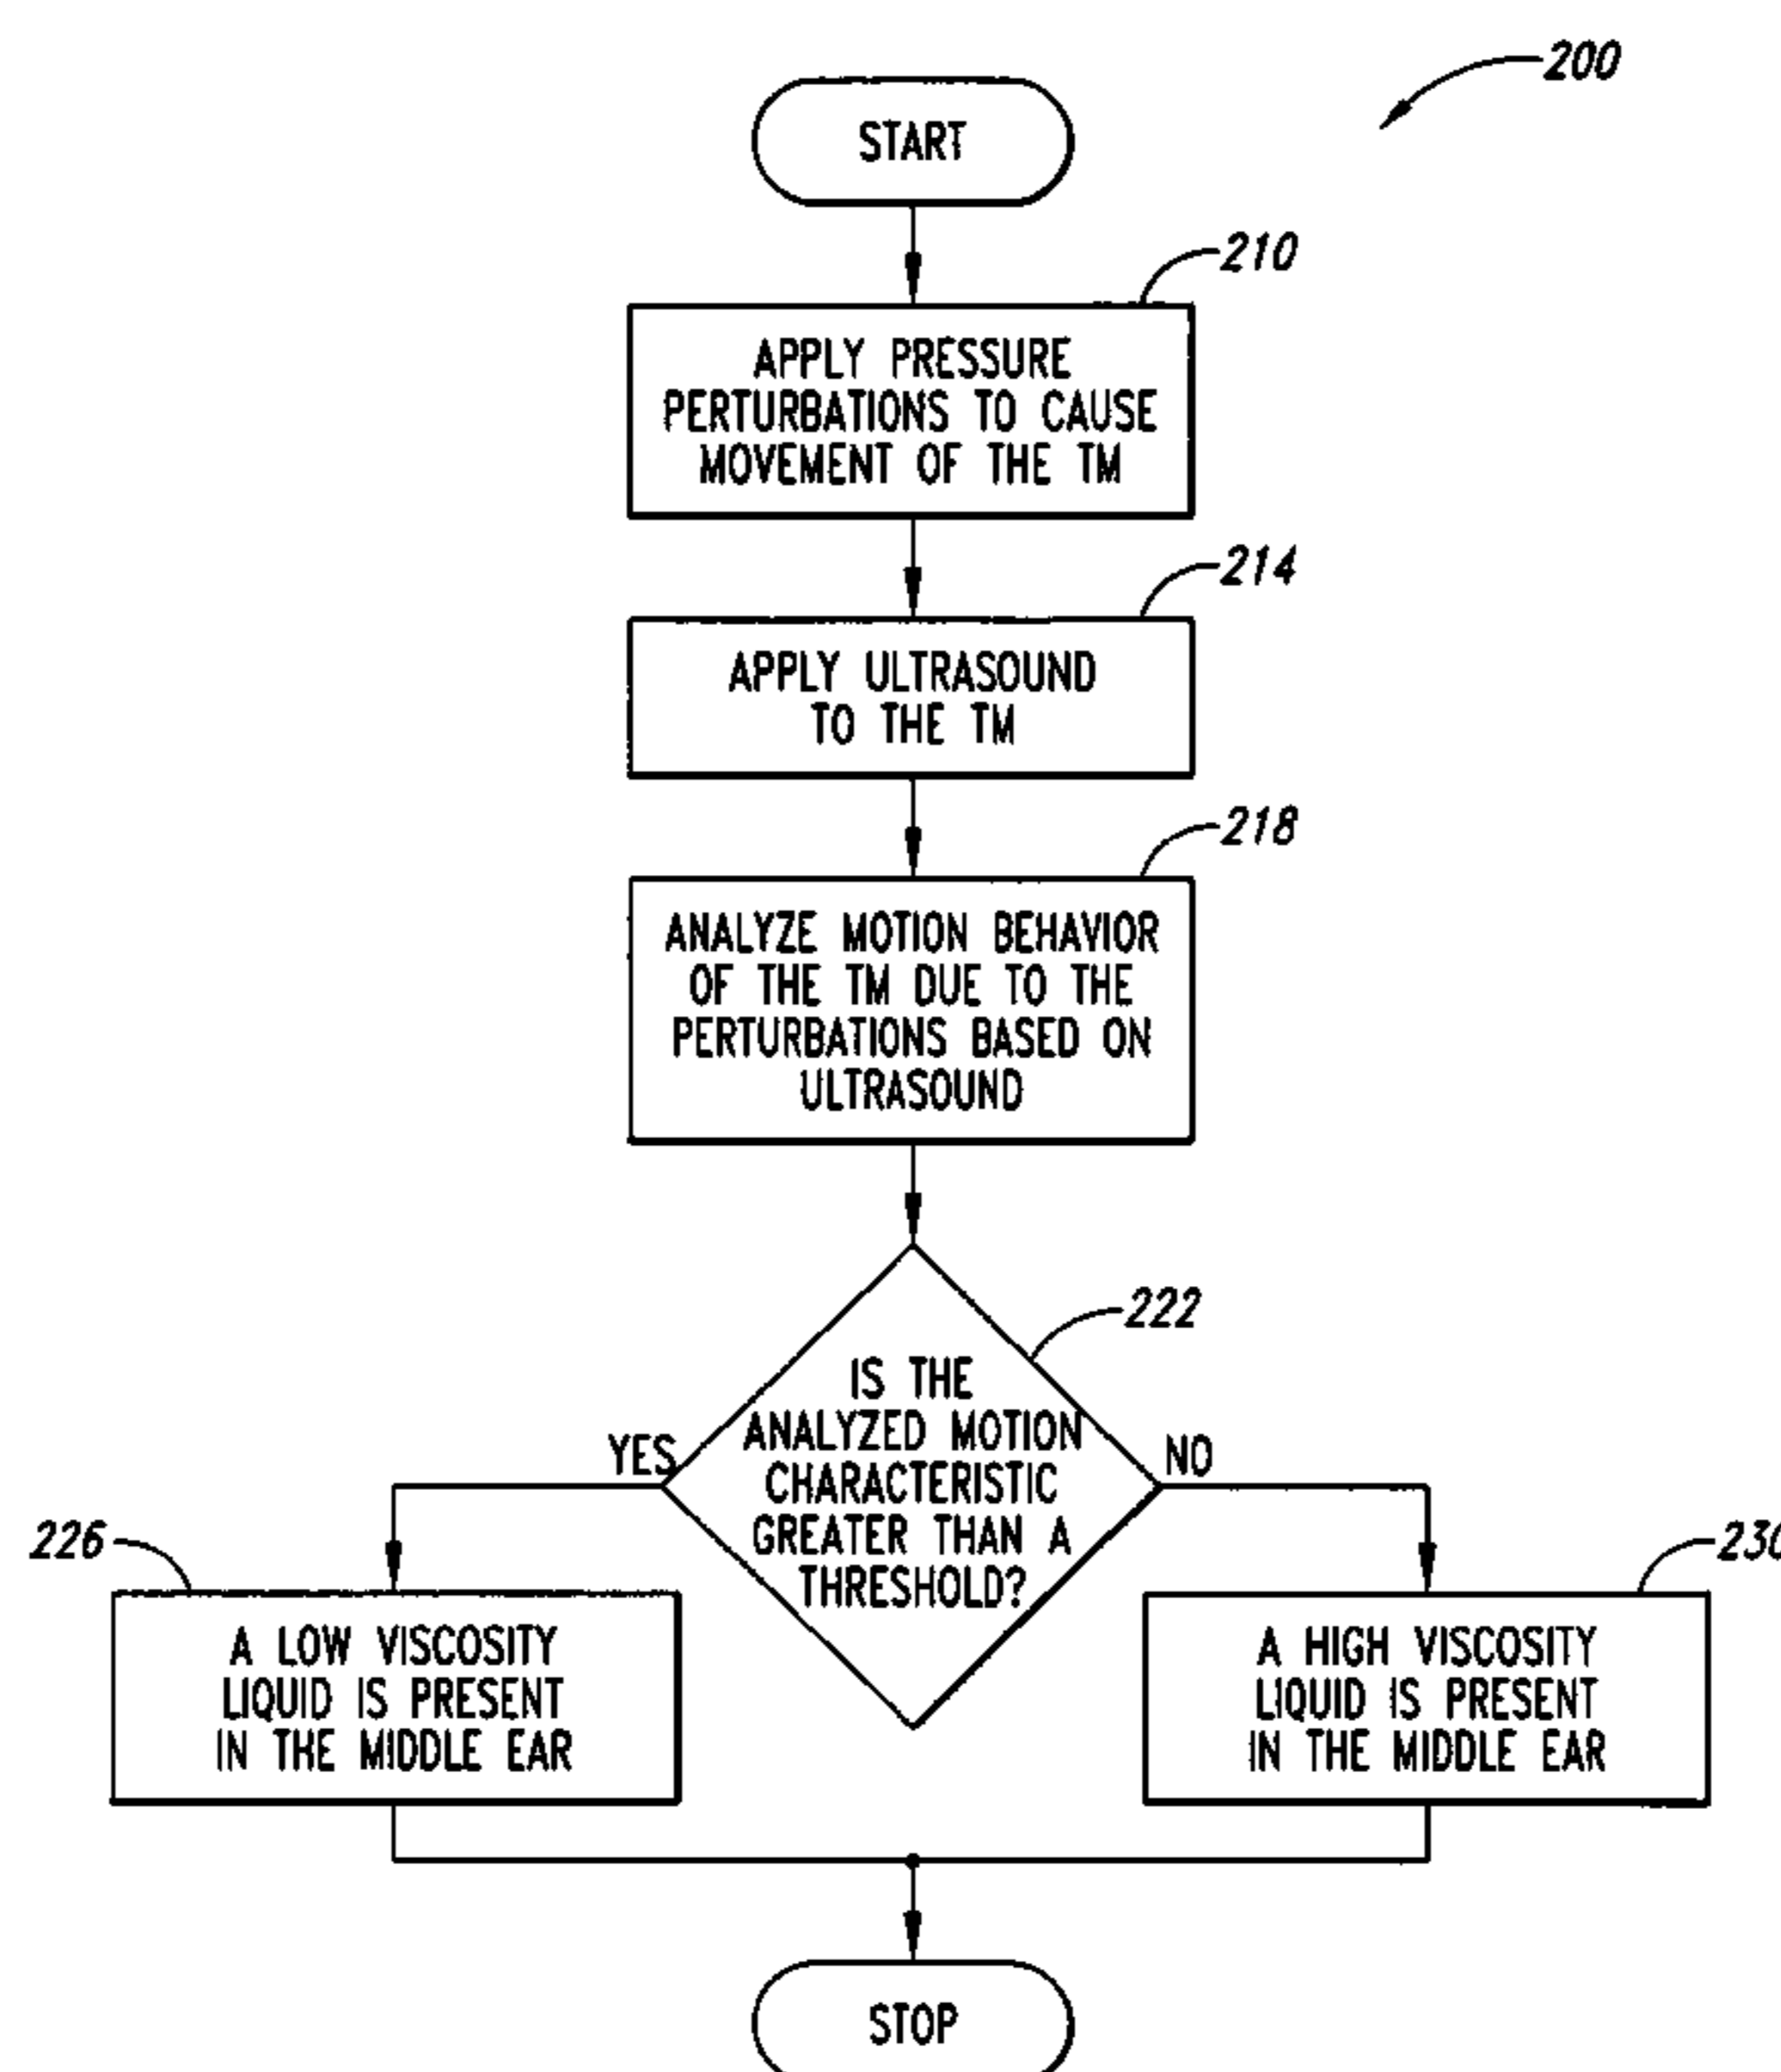 200
START
210
APPLY PRESSURE
PERTURBATIONS TO CAUSE
MOVEMENT OF THE TM
214
APPLY ULTRASOUND
TO THE TM
218
ANALYZE MOTION BEHAVIOR
OF THE TM DUE TO THE
PERTURBATIONS BASED ON
ULTRASOUND
222
IS THE
ANALYZED MOTION
CHARACTERISTIC
GREATER THAN A
THRESHOLD?
YES
NO
226
A LOW VISCOSITY
LIQUID IS PRESENT
IN THE MIDDLE EAR
230
A HIGH VISCOSITY
LIQUID IS PRESENT
IN THE MIDDLE EAR
STOP